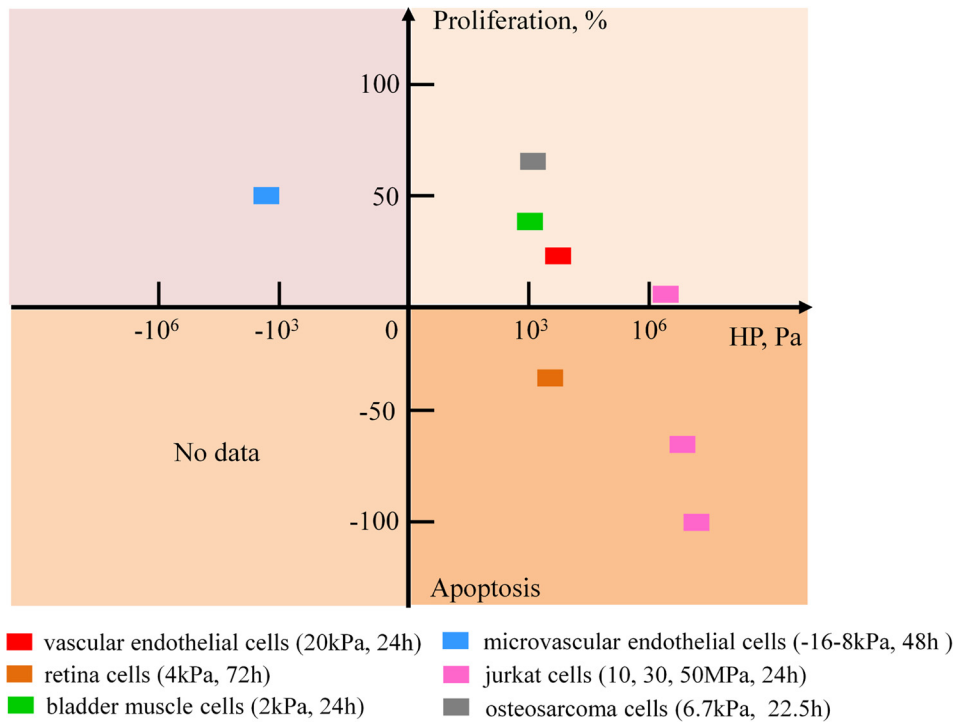 Proliferation, %
100
50
-10⁶
-10³
0
10³
10⁶
HP, Pa
-50
No data
-100
Apoptosis
vascular endothelial cells (20kPa, 24h)
microvascular endothelial cells (-16-8kPa, 48h )
retina cells (4kPa, 72h)
jurkat cells (10, 30, 50MPa, 24h)
bladder muscle cells (2kPa, 24h)
osteosarcoma cells (6.7kPa, 22.5h)